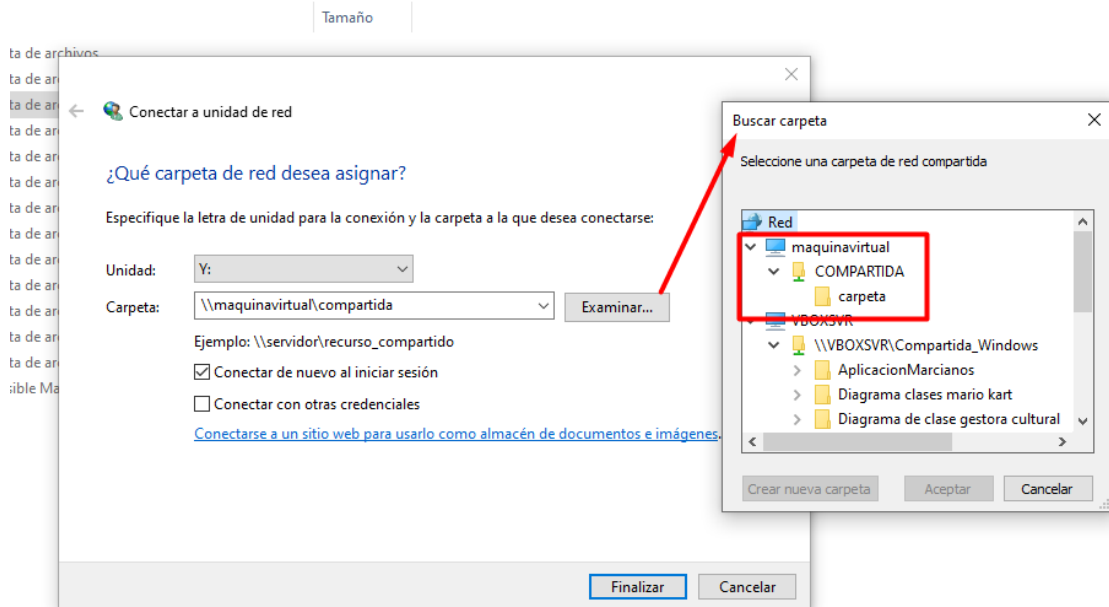 Tamaño
ta de archivos
ta de ar
ta de ar
ta de ar
ta de ar
ta de ar
ta de ar
ta de ar
ta de ar
ta de ar
ta de ar
ta de ar
ta de ar
sible Ma
Conectar a unidad de red
¿Qué carpeta de red desea asignar?
Especifique la letra de unidad para la conexión y la carpeta a la que desea conectarse:
Unidad: Y:
Carpeta: \\maquinavirtual\compartida Examinar...
Ejemplo: \\servidor\recurso_compartido
Conectar de nuevo al iniciar sesión
Conectar con otras credenciales
Conectarse a un sitio web para usarlo como almacén de documentos e imágenes.
Finalizar Cancelar
Buscar carpeta
Seleccione una carpeta de red compartida
Red
maquinavirtual
COMPARTIDA
carpeta
VBOXSVR
\\VBOXSVR\Compartida_Windows
AplicacionMarcianos
Diagrama clases mario kart
Diagrama de clase gestora cultural
Crear nueva carpeta Aceptar Cancelar